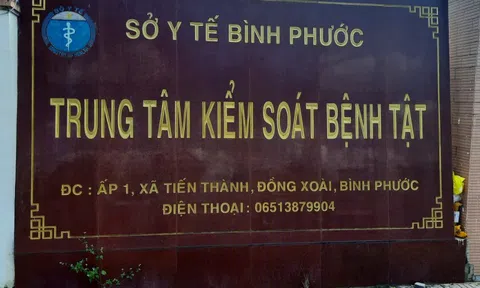 SỞ Y TẾ BÌNH PHƯỚC
TRUNG TÂM KIỂM SOÁT BỆNH TẬT
ĐC : ẤP 1, XÃ TIẾN THÀNH, ĐỒNG XOÀI, BÌNH PHƯỚC
ĐIỆN THOẠI : 06513879904